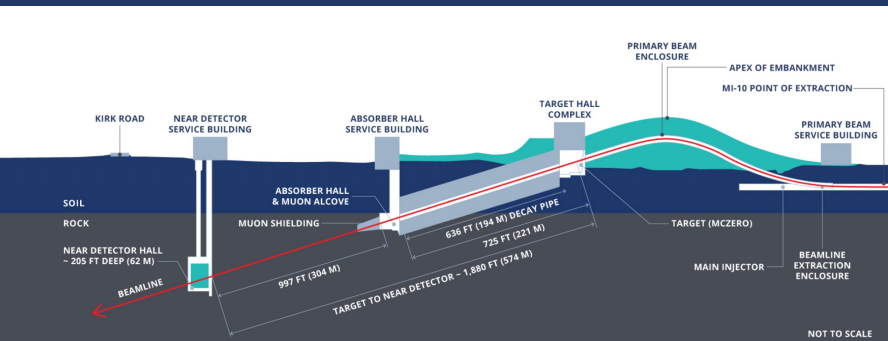 PRIMARY BEAM
ENCLOSURE
APEX OF EMBANKMENT
MI-10 POINT OF EXTRACTION
TARGET HALL
COMPLEX
KIRK ROAD
NEAR DETECTOR
SERVICE BUILDING
ABSORBER HALL
SERVICE BUILDING
PRIMARY BEAM
SERVICE BUILDING
ABSORBER HALL
& MUON ALCOVE
SOIL
ROCK
MUON SHIELDING
636 FT (194 M) DECAY PIPE
725 FT (221 M)
TARGET (MCZERO)
NEAR DETECTOR HALL
~ 205 FT DEEP (62 M)
BEAMLINE
997 FT (304 M)
TARGET TO NEAR DETECTOR ~ 1,880 FT (574 M)
MAIN INJECTOR
BEAMLINE
EXTRACTION
ENCLOSURE
NOT TO SCALE